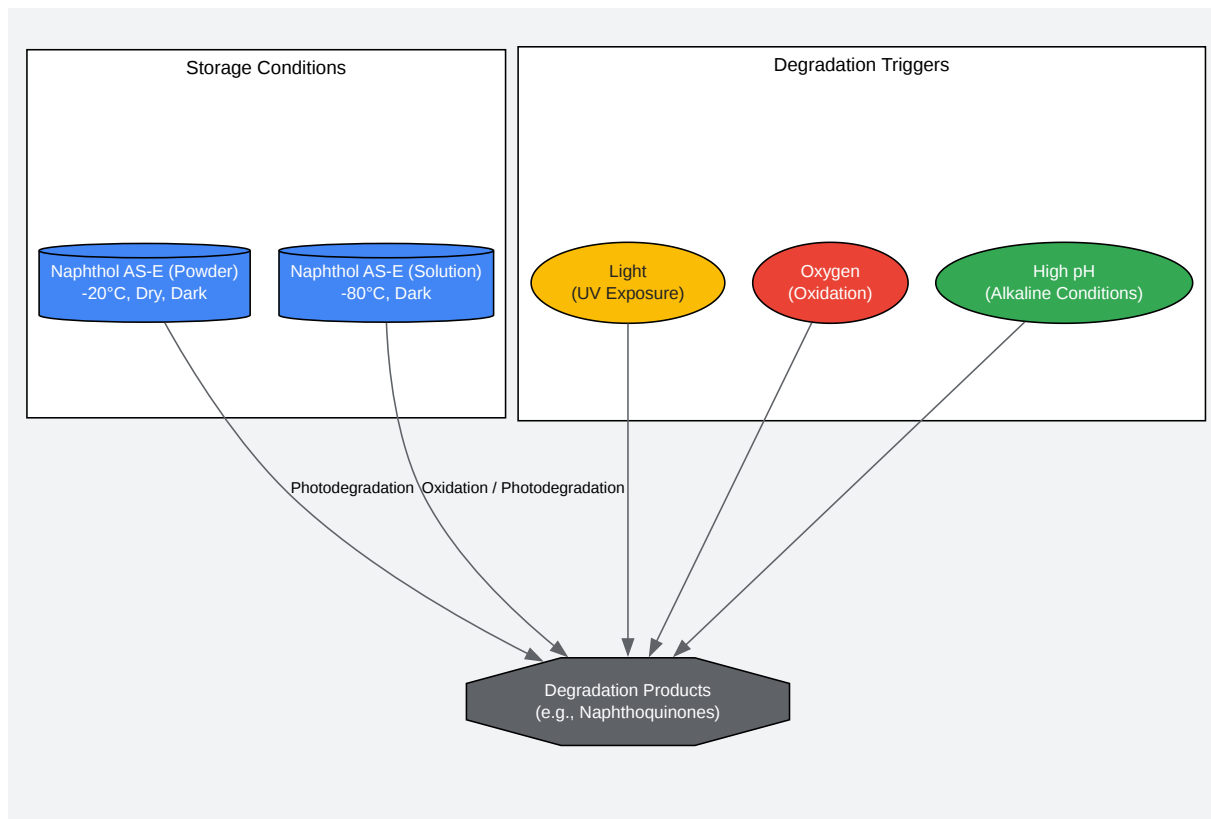 Storage Conditions
Degradation Triggers
Naphthol AS-E (Powder)
-20°C, Dry, Dark
Naphthol AS-E (Solution)
-80°C, Dark
Light
(UV Exposure)
Oxygen
(Oxidation)
High pH
(Alkaline Conditions)
Photodegradation
Oxidation / Photodegradation
Degradation Products
(e.g., Naphthoquinones)